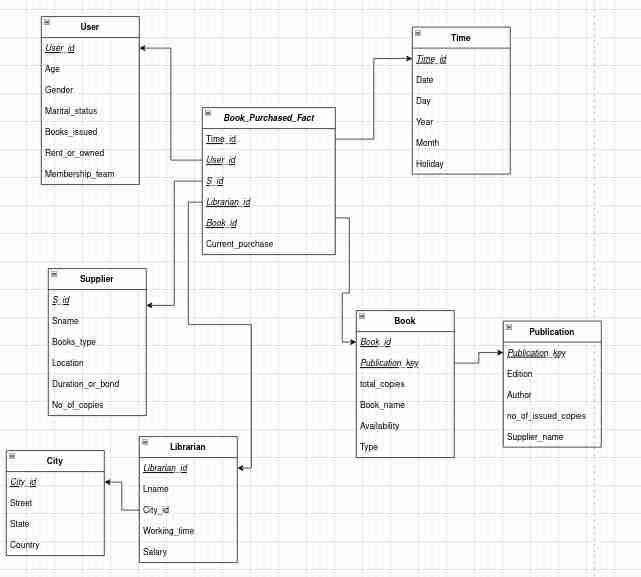 User
User_id
Age
Gender
Marital_status
Books_issued
Rent_or_owned
Membership_team
Time
Time_id
Date
Day
Year
Month
Holiday
Book_Purchased_Fact
Time_id
User_id
S_id
Librarian_id
Book_id
Current_purchase
Supplier
S_id
Sname
Books_type
Location
Duration_or_bond
No_of_copies
Book
Book_id
Publication_key
total_copies
Book_name
Availability
Type
Publication
Publication_key
Edition
Author
no_of_issued_copies
Supplier_name
City
City_id
Street
State
Country
Librarian
Librarian_id
Lname
City_id
Working_time
Salary